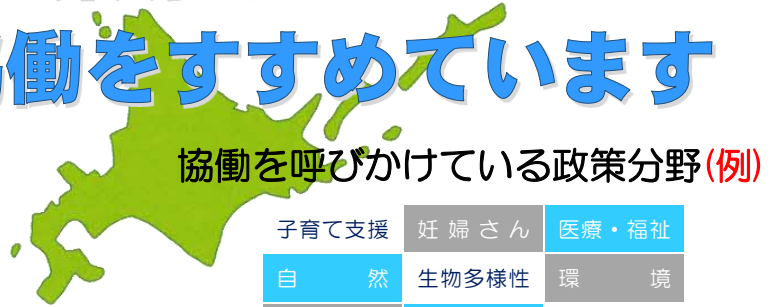 働をすすめています
協働を呼びかけている政策分野(例)
子育て支援 妊婦さん 医療・福祉
自然 生物多様性 環境